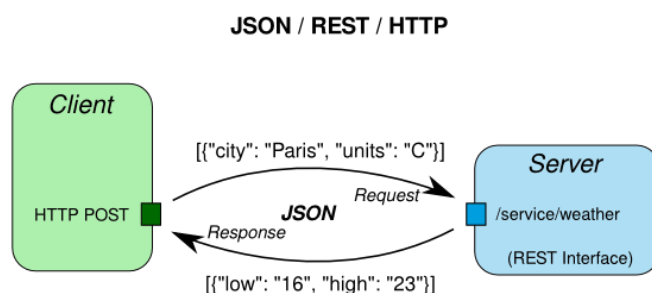 JSON / REST / HTTP
Client
[{"city": "Paris", "units": "C"}]
Server
Request
HTTP POST
JSON
/service/weather
Response
(REST Interface)
[{"low": "16", "high": "23"}]